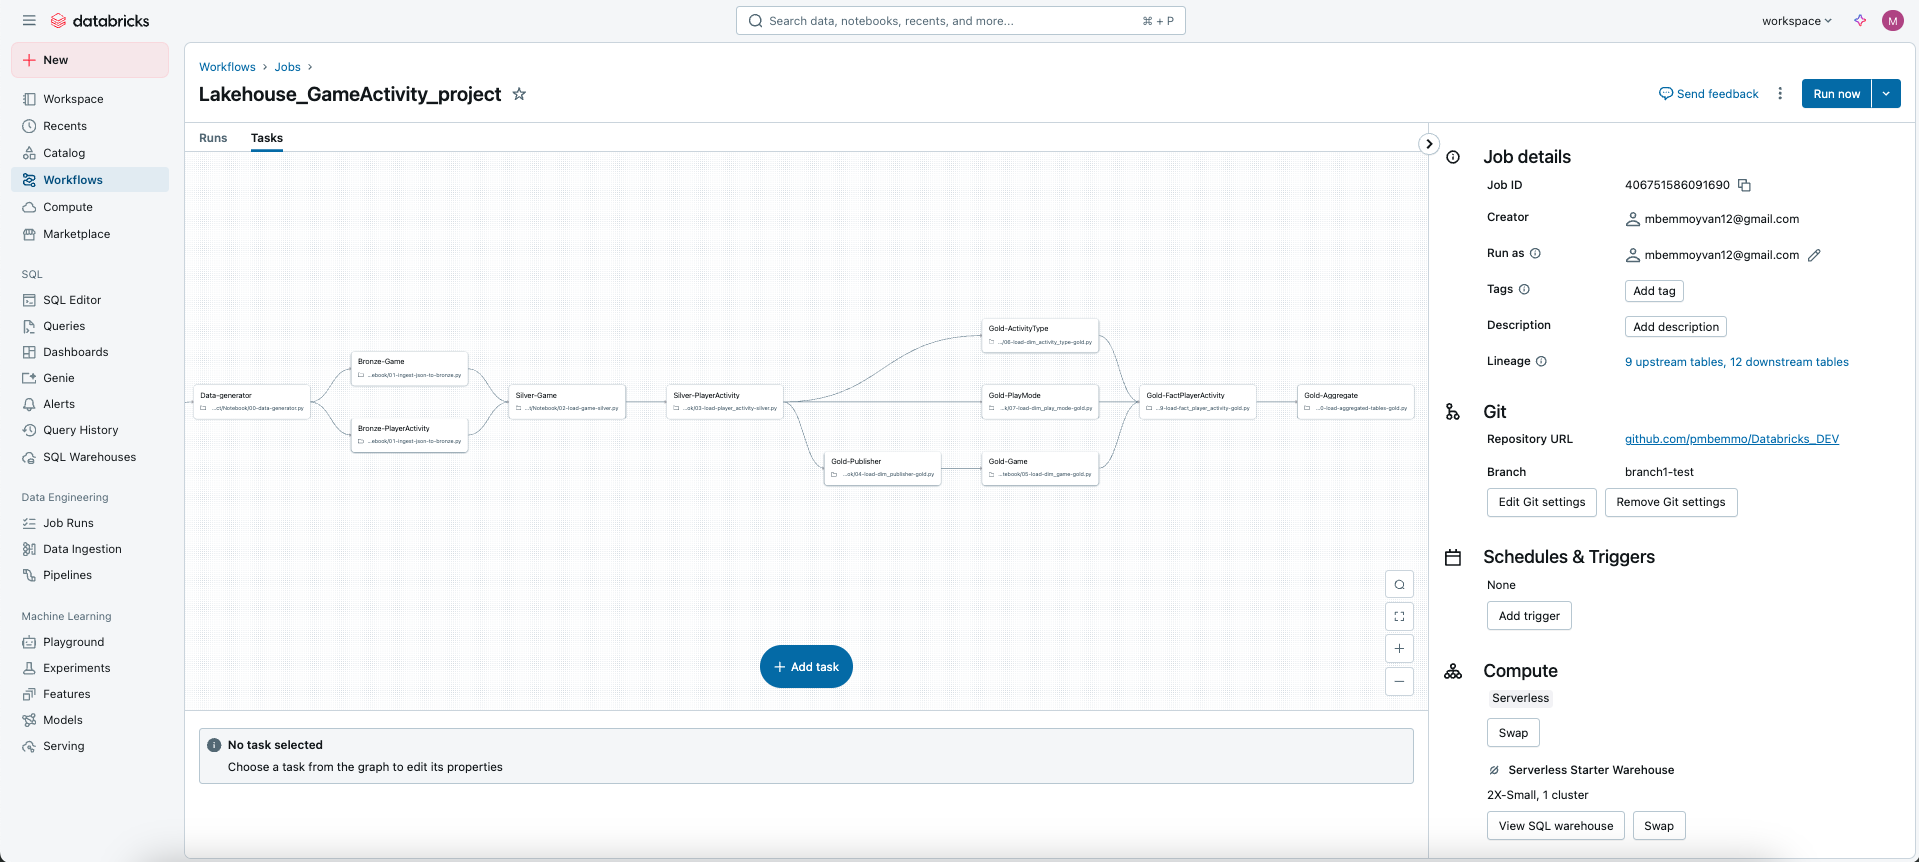 databricks
Search data, notebooks, recents, and more...
⌘ + P
workspace
M
New
Workspace
Recents
Catalog
Workflows
Compute
Marketplace
SQL
SQL Editor
Queries
Dashboards
Genie
Alerts
Query History
SQL Warehouses
Data Engineering
Job Runs
Data Ingestion
Pipelines
Machine Learning
Playground
Experiments
Features
Models
Serving
Workflows > Jobs >
Lakehouse_GameActivity_project
Send feedback
Run now
Runs
Tasks
Data-generator
...ct/Notebook/00-data-generator.py
Bronze-Game
...ebook/01-ingest-json-to-bronze.py
Bronze-PlayerActivity
...ebook/01-ingest-json-to-bronze.py
Silver-Game
...t/Notebook/02-load-game-silver.py
Silver-PlayerActivity
...ok/03-load-player_activity-silver.py
Gold-ActivityType
.../06-load-dim_activity_type-gold.py
Gold-PlayMode
...k/07-load-dim_play_mode-gold.py
Gold-Publisher
...ok/04-load-dim_publisher-gold.py
Gold-Game
...tebook/05-load-dim_game-gold.py
Gold-FactPlayerActivity
...9-load-fact_player_activity-gold.py
Gold-Aggregate
...0-load-aggregated-tables-gold.py
+ Add task
No task selected
Choose a task from the graph to edit its properties
Job details
Job ID
406751586091690
Creator
mbemmoyvan12@gmail.com
Run as
mbemmoyvan12@gmail.com
Tags
Add tag
Description
Add description
Lineage
9 upstream tables, 12 downstream tables
Git
Repository URL
github.com/pmbemmo/Databricks_DEV
Branch
branch1-test
Edit Git settings
Remove Git settings
Schedules & Triggers
None
Add trigger
Compute
Serverless
Swap
Serverless Starter Warehouse
2X-Small, 1 cluster
View SQL warehouse
Swap